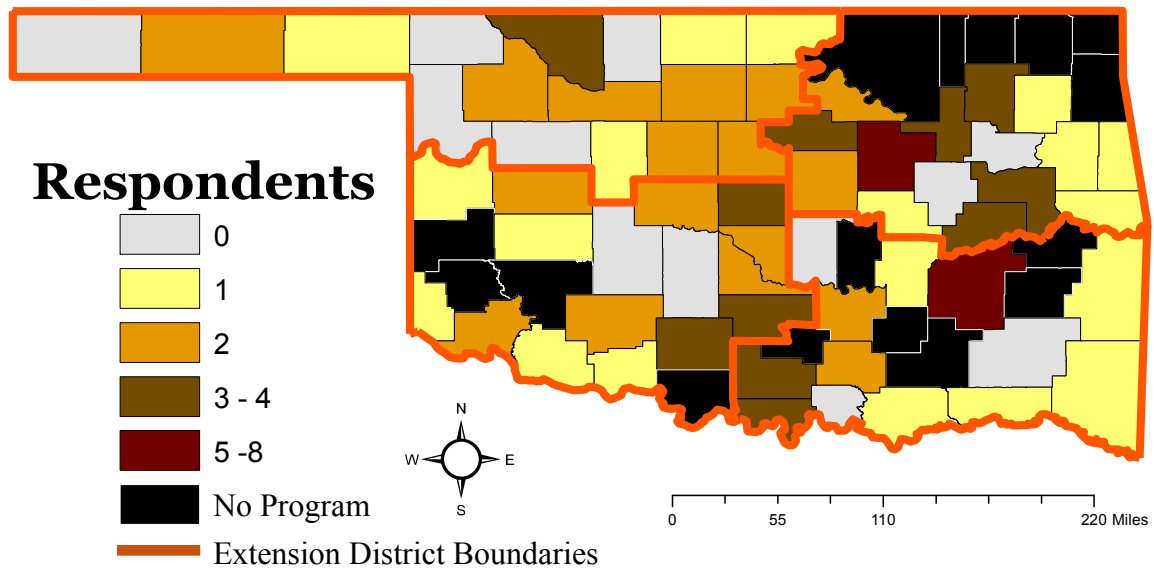 Respondents
0
1
2
3 - 4
5 -8
No Program
Extension District Boundaries
N
W
E
S
0 55 110 220 Miles